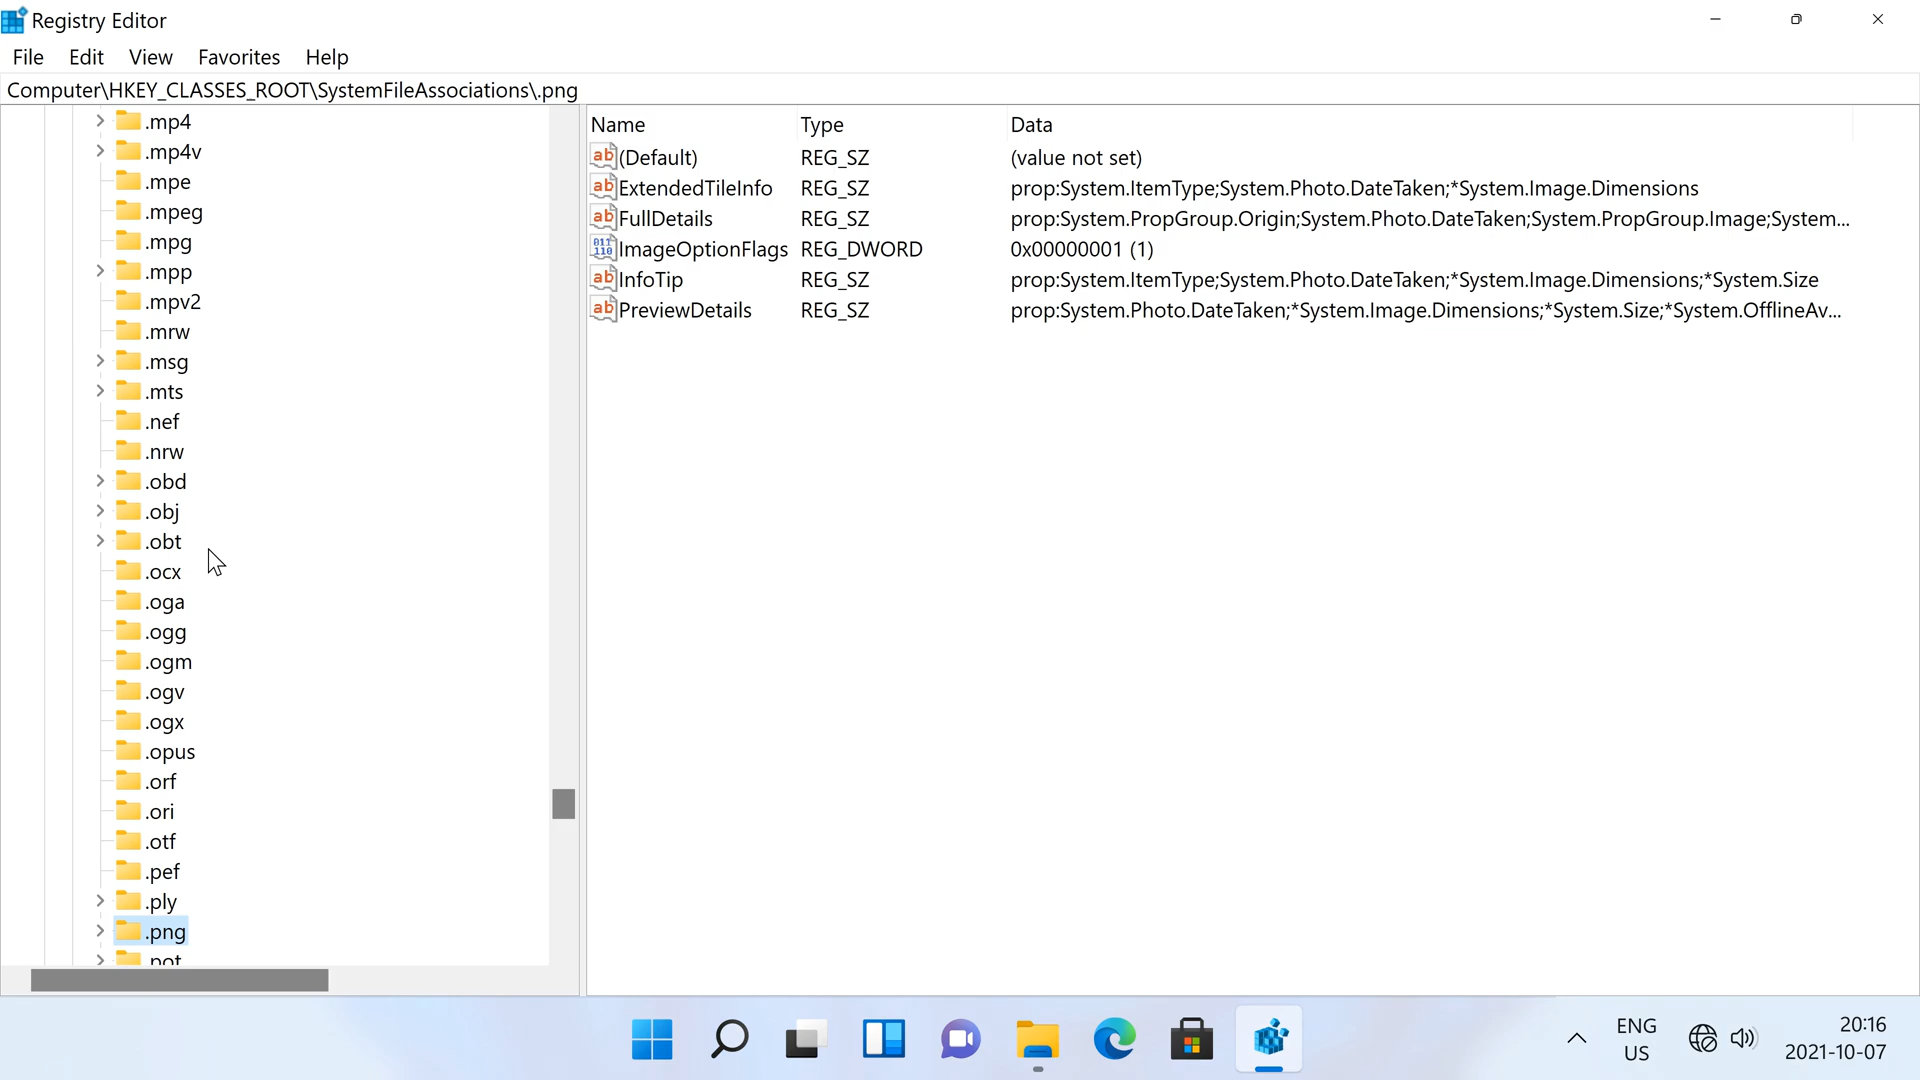 Registry Editor
File Edit View Favorites Help
Computer\HKEY_CLASSES_ROOT\SystemFileAssociations\.png
.mp4
.mp4v
.mpe
.mpeg
.mpg
.mpp
.mpv2
.mrw
.msg
.mts
.nef
.nrw
.obd
.obj
.obt
.ocx
.oga
.ogg
.ogm
.ogv
.ogx
.opus
.orf
.ori
.otf
.pef
.ply
.png
.pot
Name Type Data
(Default) REG_SZ (value not set)
ExtendedTileInfo REG_SZ prop:System.ItemType;System.Photo.DateTaken;*System.Image.Dimensions
FullDetails REG_SZ prop:System.PropGroup.Origin;System.Photo.DateTaken;System.PropGroup.Image;System...
ImageOptionFlags REG_DWORD 0x00000001 (1)
InfoTip REG_SZ prop:System.ItemType;System.Photo.DateTaken;*System.Image.Dimensions;*System.Size
PreviewDetails REG_SZ prop:System.Photo.DateTaken;*System.Image.Dimensions;*System.Size;*System.OfflineAv...
ENG
US
20:16
2021-10-07